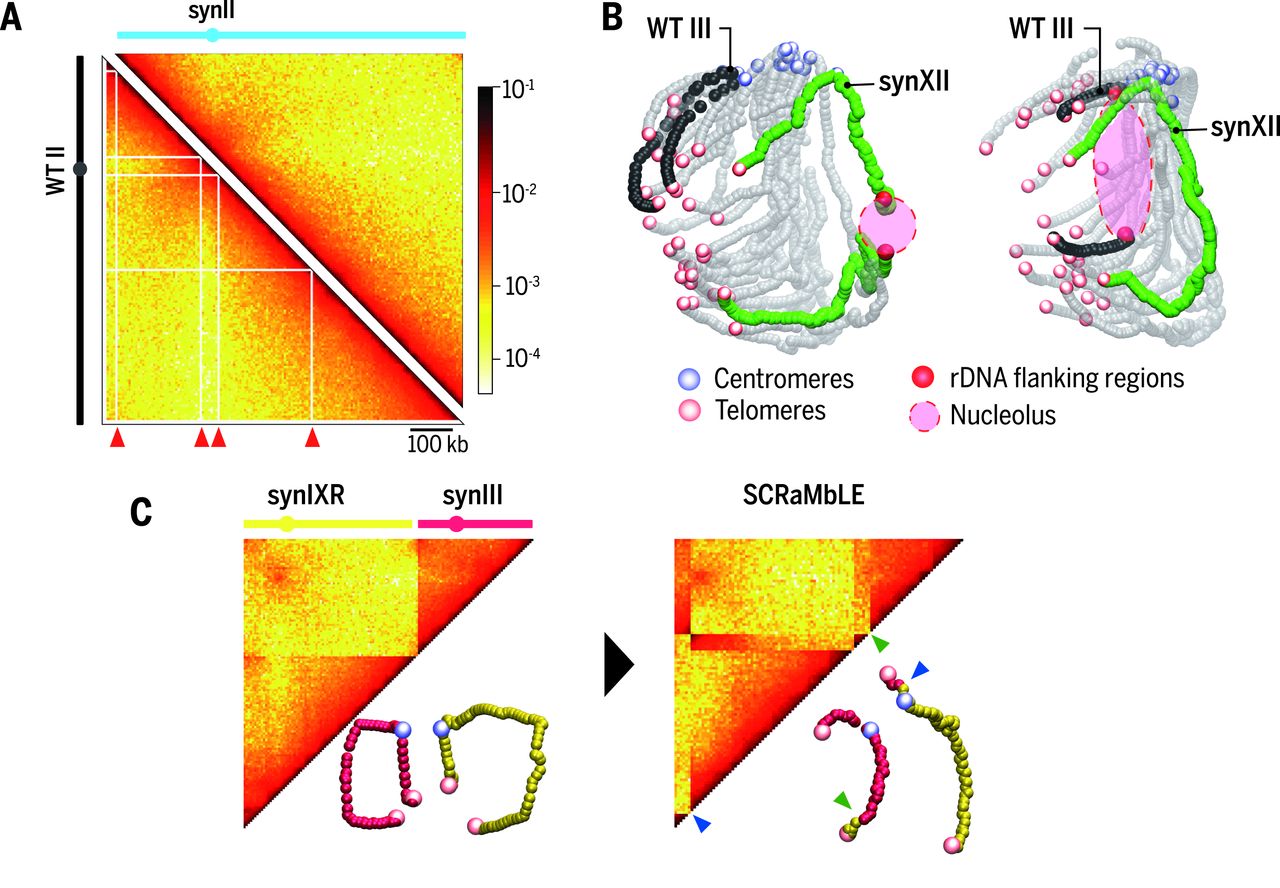 A
synII
WT II
10-1
10-2
10-3
10-4
100 kb
B
WT III
synXII
WT III
synXII
Centromeres
Telomeres
rDNA flanking regions
Nucleolus
C
synIXR
synIII
SCRaMbLE